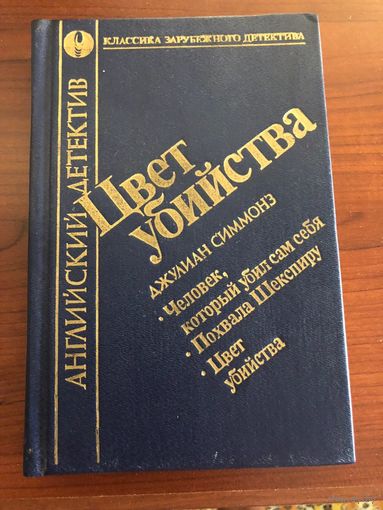 КЛАССИКА ЗАРУБЕЖНОГО ДЕТЕКТИВА
АНГЛИЙСКИЙ ДЕТЕКТИВ
Цвет
убийства
ДЖУЛИАН СИММОНЗ
· Человек,
который убил сам себя
· Похвала Шекспиру
· Цвет
убийства